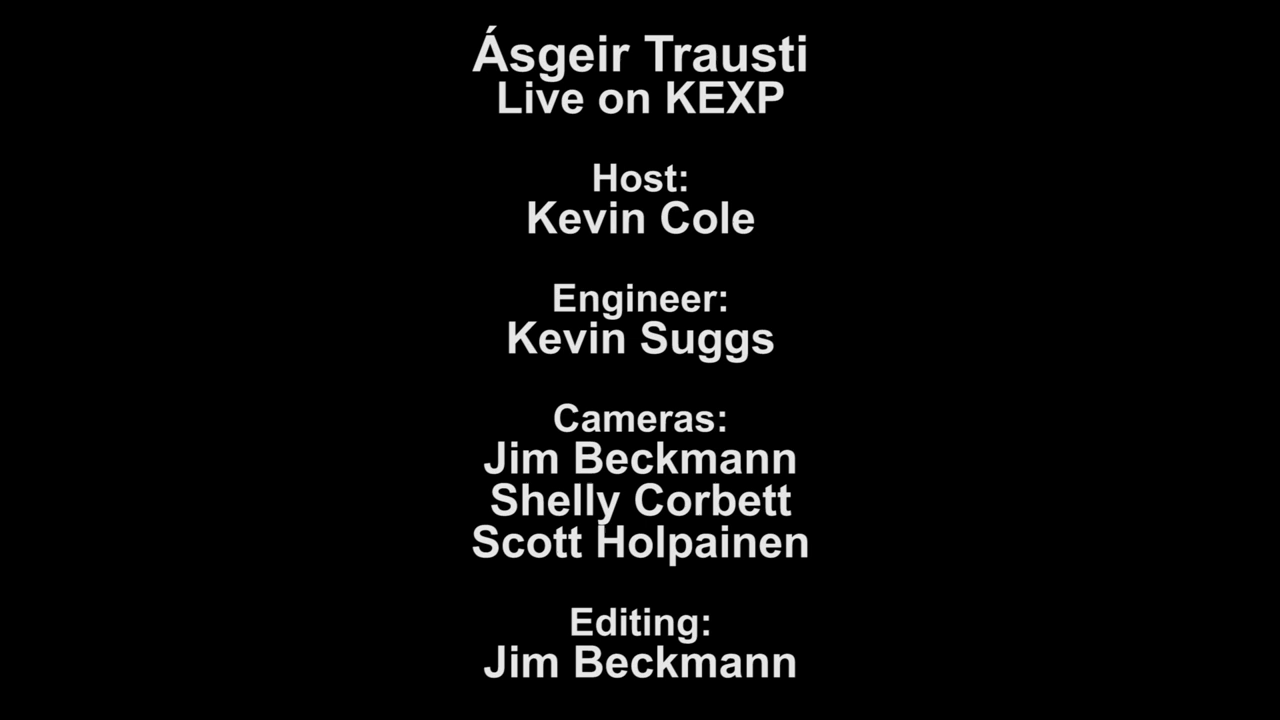 Ásgeir Trausti
Live on KEXP
Host:
Kevin Cole
Engineer:
Kevin Suggs
Cameras:
Jim Beckmann
Shelly Corbett
Scott Holpainen
Editing:
Jim Beckmann